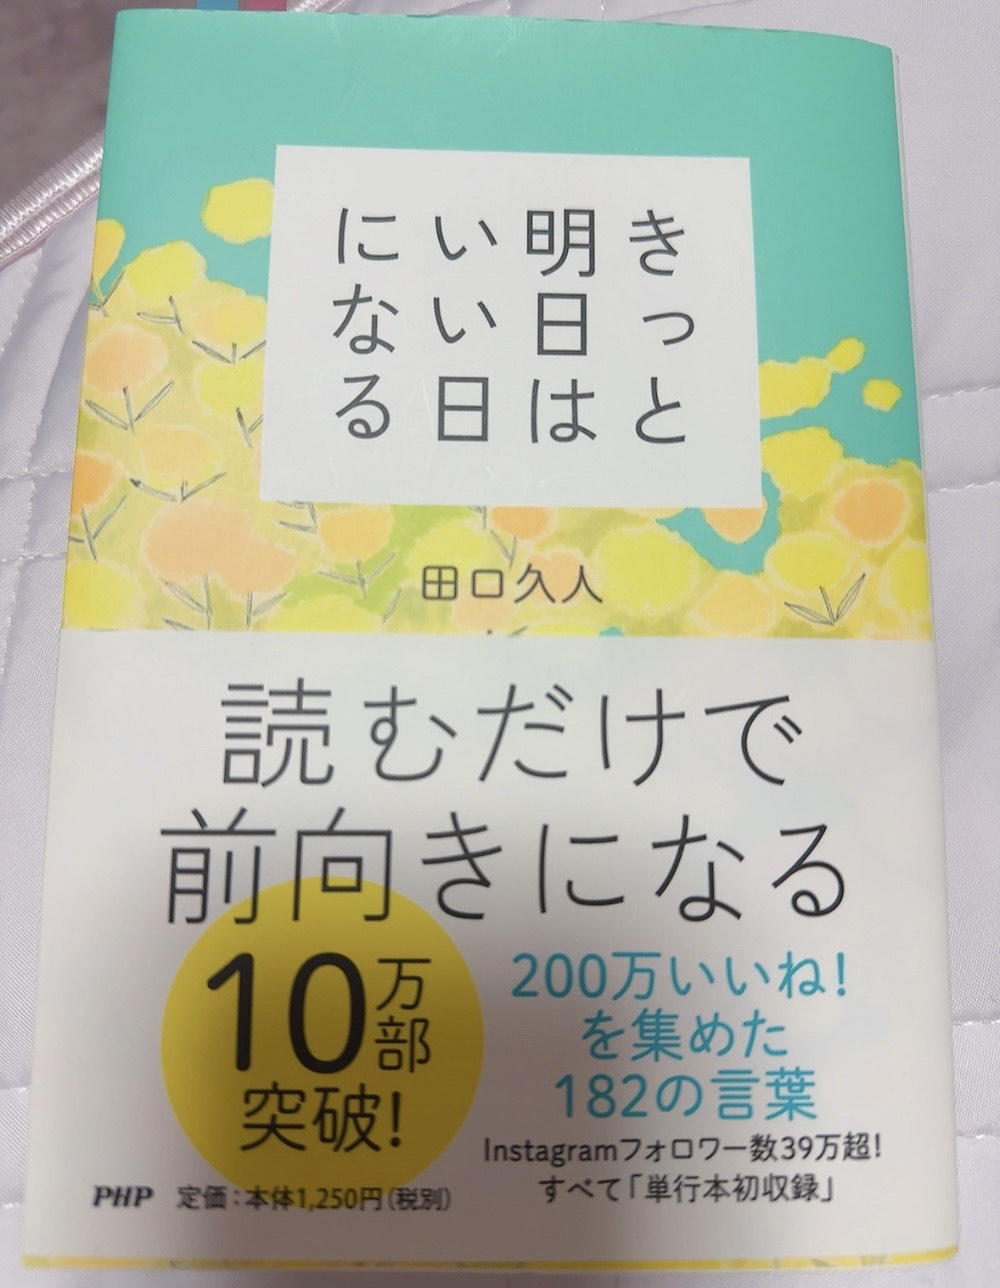 きっと
明日は
いい日
になる
田口久人
読むだけで
前向きになる
10万部
突破!
200万いいね!
を集めた
182の言葉
Instagramフォロワー数39万超!
すべて「単行本初収録」
PHP 定価:本体1,250円(税別)